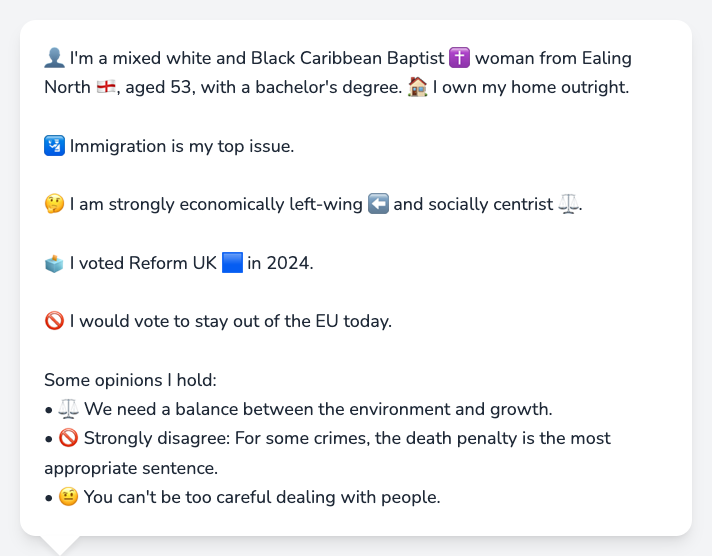 👤 I'm a mixed white and Black Caribbean Baptist ✝️ woman from Ealing
North 🏴󠁧󠁢󠁥󠁮󠁧󠁿, aged 53, with a bachelor's degree. 🏠 I own my home outright.
🛂 Immigration is my top issue.
🤔 I am strongly economically left-wing ⬅️ and socially centrist ⚖️.
🗳️ I voted Reform UK 🟦 in 2024.
🚫 I would vote to stay out of the EU today.
Some opinions I hold:
• ⚖️ We need a balance between the environment and growth.
• 🚫 Strongly disagree: For some crimes, the death penalty is the most
appropriate sentence.
• 🤨 You can't be too careful dealing with people.